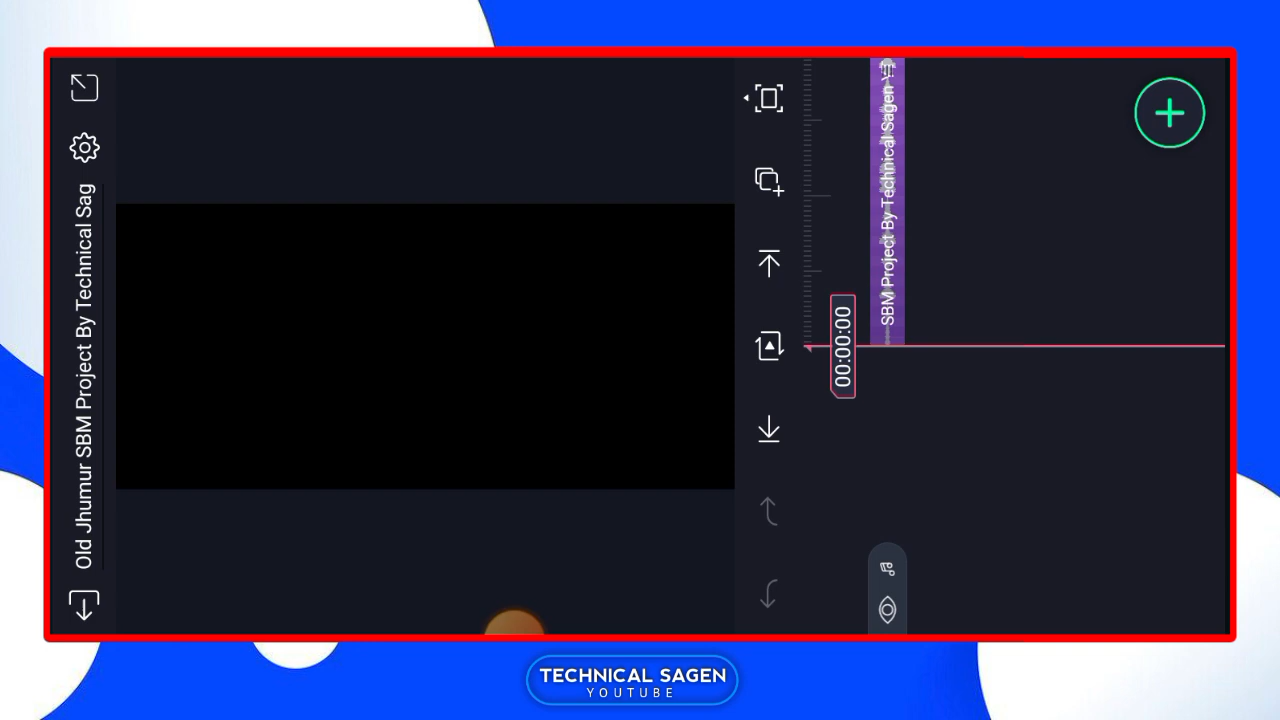 Old Jhumur SBM Project By Technical Sag
00:00:00
SBM Project By Technical Sagen
TECHNICAL SAGEN
YOUTUBE